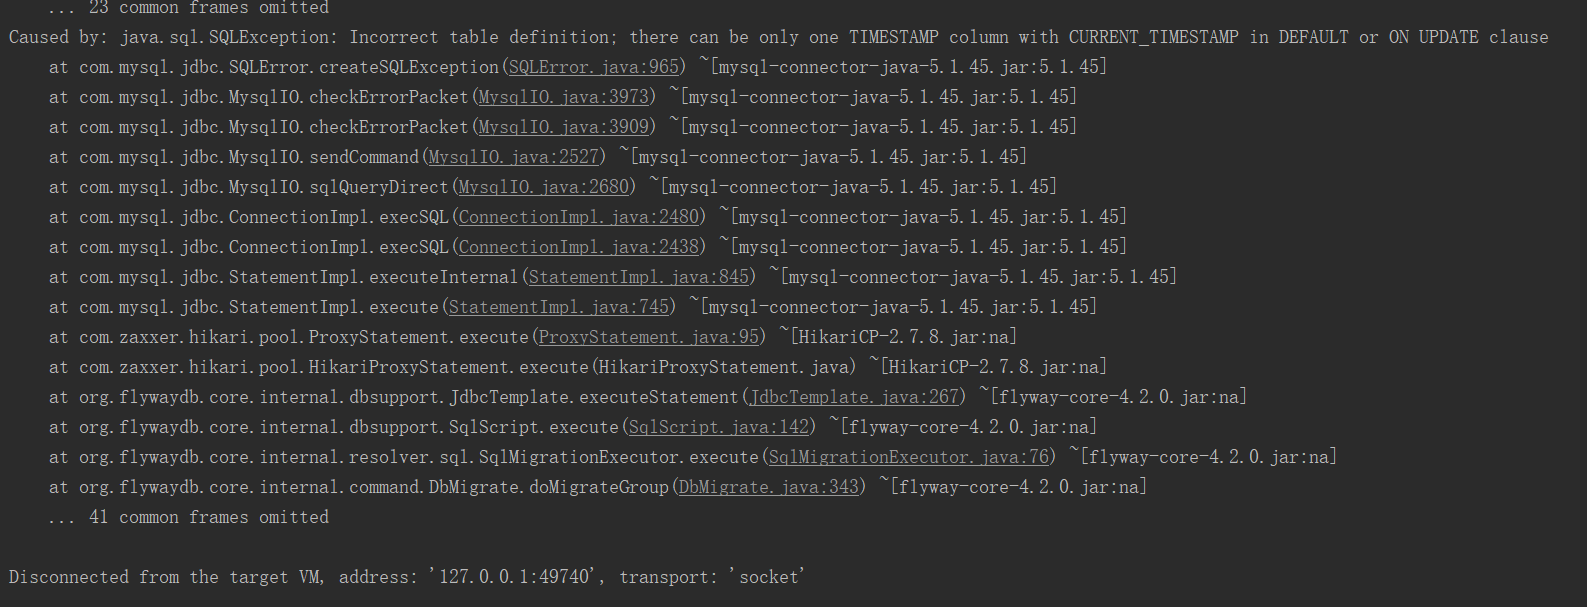 ... 23 common frames omitted
Caused by: java.sql.SQLException: Incorrect table definition; there can be only one TIMESTAMP column with CURRENT_TIMESTAMP in DEFAULT or ON UPDATE clause
at com.mysql.jdbc.SQLError.createSQLException(SQLError.java:965) ~[mysql-connector-java-5.1.45.jar:5.1.45]
at com.mysql.jdbc.MysqlIO.checkErrorPacket(MysqlIO.java:3973) ~[mysql-connector-java-5.1.45.jar:5.1.45]
at com.mysql.jdbc.MysqlIO.checkErrorPacket(MysqlIO.java:3909) ~[mysql-connector-java-5.1.45.jar:5.1.45]
at com.mysql.jdbc.MysqlIO.sendCommand(MysqlIO.java:2527) ~[mysql-connector-java-5.1.45.jar:5.1.45]
at com.mysql.jdbc.MysqlIO.sqlQueryDirect(MysqlIO.java:2680) ~[mysql-connector-java-5.1.45.jar:5.1.45]
at com.mysql.jdbc.ConnectionImpl.execSQL(ConnectionImpl.java:2480) ~[mysql-connector-java-5.1.45.jar:5.1.45]
at com.mysql.jdbc.ConnectionImpl.execSQL(ConnectionImpl.java:2438) ~[mysql-connector-java-5.1.45.jar:5.1.45]
at com.mysql.jdbc.StatementImpl.executeInternal(StatementImpl.java:845) ~[mysql-connector-java-5.1.45.jar:5.1.45]
at com.mysql.jdbc.StatementImpl.execute(StatementImpl.java:745) ~[mysql-connector-java-5.1.45.jar:5.1.45]
at com.zaxxer.hikari.pool.ProxyStatement.execute(ProxyStatement.java:95) ~[HikariCP-2.7.8.jar:na]
at com.zaxxer.hikari.pool.HikariProxyStatement.execute(HikariProxyStatement.java) ~[HikariCP-2.7.8.jar:na]
at org.flywaydb.core.internal.dbsupport.JdbcTemplate.executeStatement(JdbcTemplate.java:267) ~[flyway-core-4.2.0.jar:na]
at org.flywaydb.core.internal.dbsupport.SqlScript.execute(SqlScript.java:142) ~[flyway-core-4.2.0.jar:na]
at org.flywaydb.core.internal.resolver.sql.SqlMigrationExecutor.execute(SqlMigrationExecutor.java:76) ~[flyway-core-4.2.0.jar:na]
at org.flywaydb.core.internal.command.DbMigrate.doMigrateGroup(DbMigrate.java:343) ~[flyway-core-4.2.0.jar:na]
... 41 common frames omitted
Disconnected from the target VM, address: '127.0.0.1:49740', transport: 'socket'